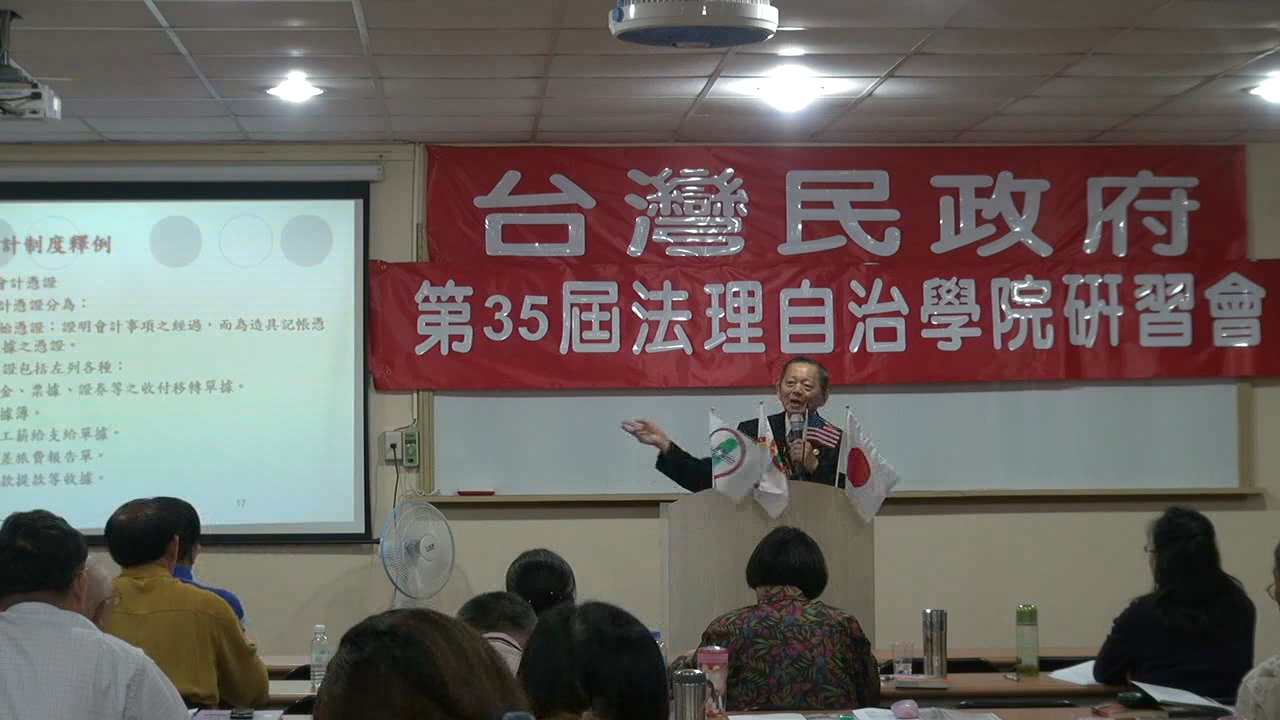 台灣民政府
第35屆法理自治學院研習會
計制度釋例
會計憑證
計憑證分為：
始憑證：證明會計事項之經過，而為造具記帳憑
據之憑證。
證包括左列各種：
金、票據、證券等之收付移轉單據。
據簿。
工薪給支給單據。
差旅費報告單。
款提款等收據。
17